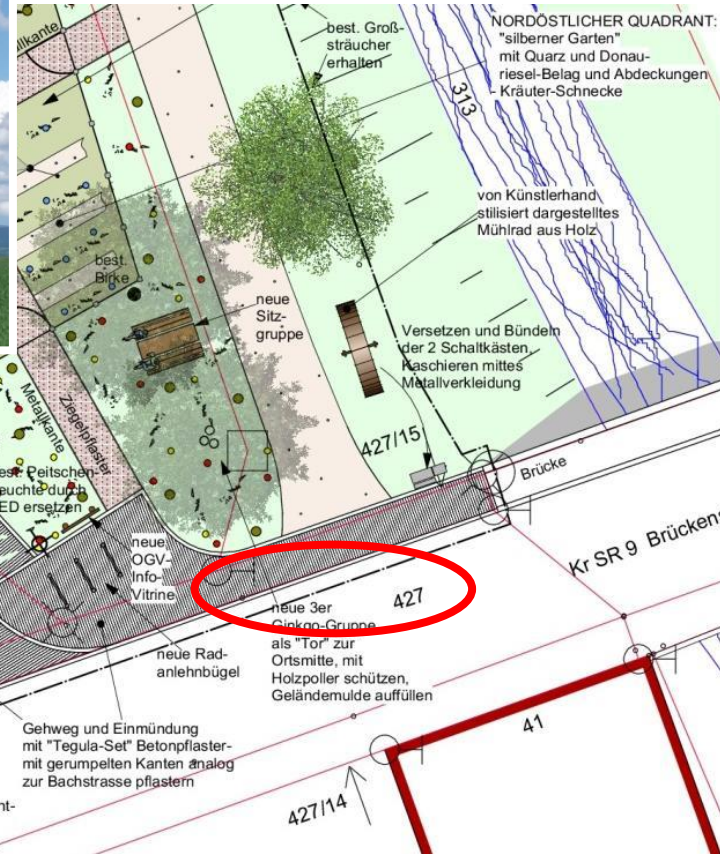 NORDÖSTLICHER QUADRANT:
"silberner Garten"
mit Quarz und Donau-
riesel-Belag und Abdeckungen
- Kräuter-Schnecke
best. Groß-
sträucher
erhalten
313
von Künstlerhand
stilisiert dargestelltes
Mühlrad aus Holz
best.
Birke
neue
Sitz-
gruppe
Versetzen und Bündeln
der 2 Schaltkästen,
Kaschieren mittes
Metallverkleidung
Metallkante
Ziegelpflaster
427/15
Brücke
Peitschen-
durch
ED ersetzen
neue
OGV-
Info-
Vitrine
Kr SR 9
427
neue 3er
Ginkgo-Gruppe
als "Tor" zur
Ortsmitte, mit
Holzpoller schützen,
Geländemulde auffüllen
neue Rad-
anlehnbügel
Gehweg und Einmündung
mit "Tegula-Set" Betonpflaster-
mit gerumpelten Kanten analog
zur Bachstrasse pflastern
41
427/14